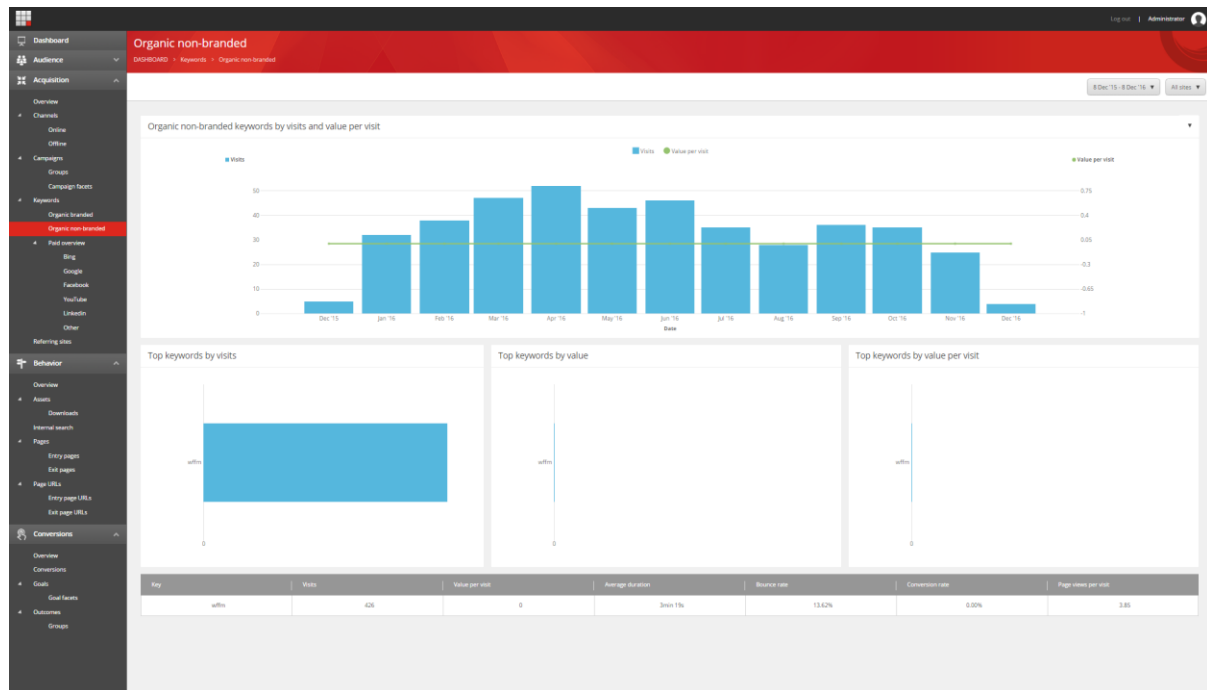 Log out | Administrator
Dashboard
Audience
Acquisition
Overview
Channels
Online
Offline
Campaigns
Groups
Campaign facets
Keywords
Organic branded
Organic non-branded
Paid overview
Bing
Google
Facebook
YouTube
LinkedIn
Other
Referring sites
Behavior
Overview
Assets
Downloads
Internal search
Pages
Entry pages
Exit pages
Page URLs
Entry page URLs
Exit page URLs
Conversions
Overview
Conversions
Goals
Goal facets
Outcomes
Groups
Organic non-branded
DASHBOARD > Keywords > Organic non-branded
8 Dec '15 - 8 Dec '16 ▼ All sites ▼
Organic non-branded keywords by visits and value per visit
Visits Value per visit
Visits Value per visit
50 0.75
40 0.4
30 0.05
20 -0.3
10 -0.65
0 -1
Dec '15 Jan '16 Feb '16 Mar '16 Apr '16 May '16 Jun '16 Jul '16 Aug '16 Sep '16 Oct '16 Nov '16 Dec '16
Date
Top keywords by visits
wffm
0
Top keywords by value
wffm
0
Top keywords by value per visit
wffm
0
Key Visits Value per visit Average duration Bounce rate Conversion rate Page views per visit
wffm 426 0 3min 19s 13.62% 0.00% 3.85